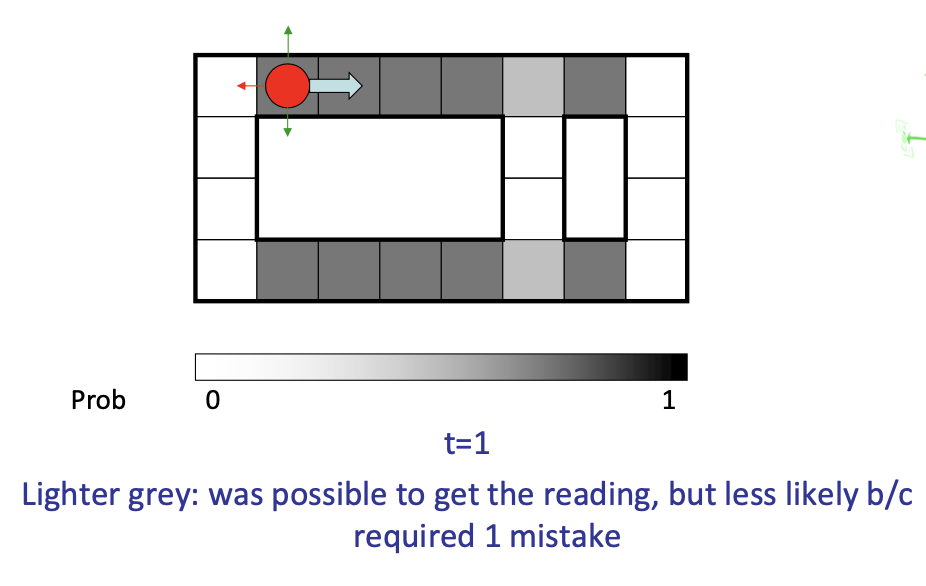 Prob
0
1
t=1
Lighter grey: was possible to get the reading, but less likely b/c
required 1 mistake